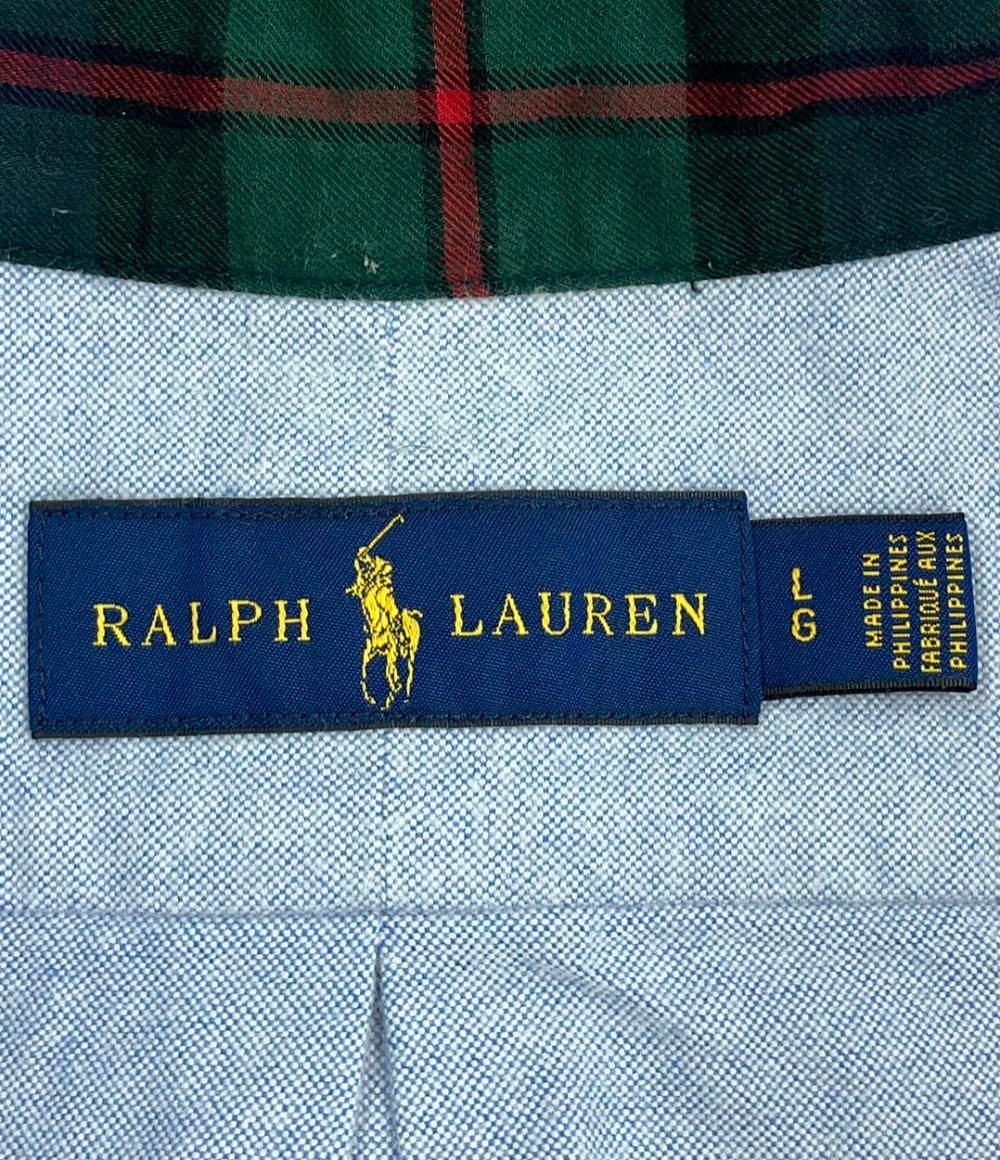 RALPH LAUREN
L
G
MADE IN
PHILIPPINES
FABRIQUÉ AUX
PHILIPPINES